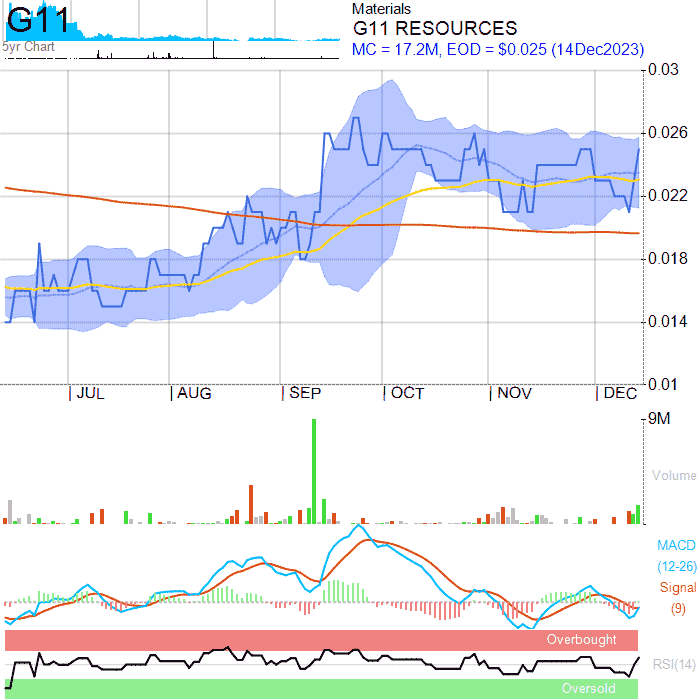 G11
5yr Chart
Materials
G11 RESOURCES
MC = 17.2M, EOD = $0.025 (14Dec2023)
0.03
0.026
0.022
0.018
0.014
0.01
JUL AUG SEP OCT NOV DEC
9M
Volume
MACD
(12-26)
Signal
(9)
Overbought
RSI(14)
Oversold